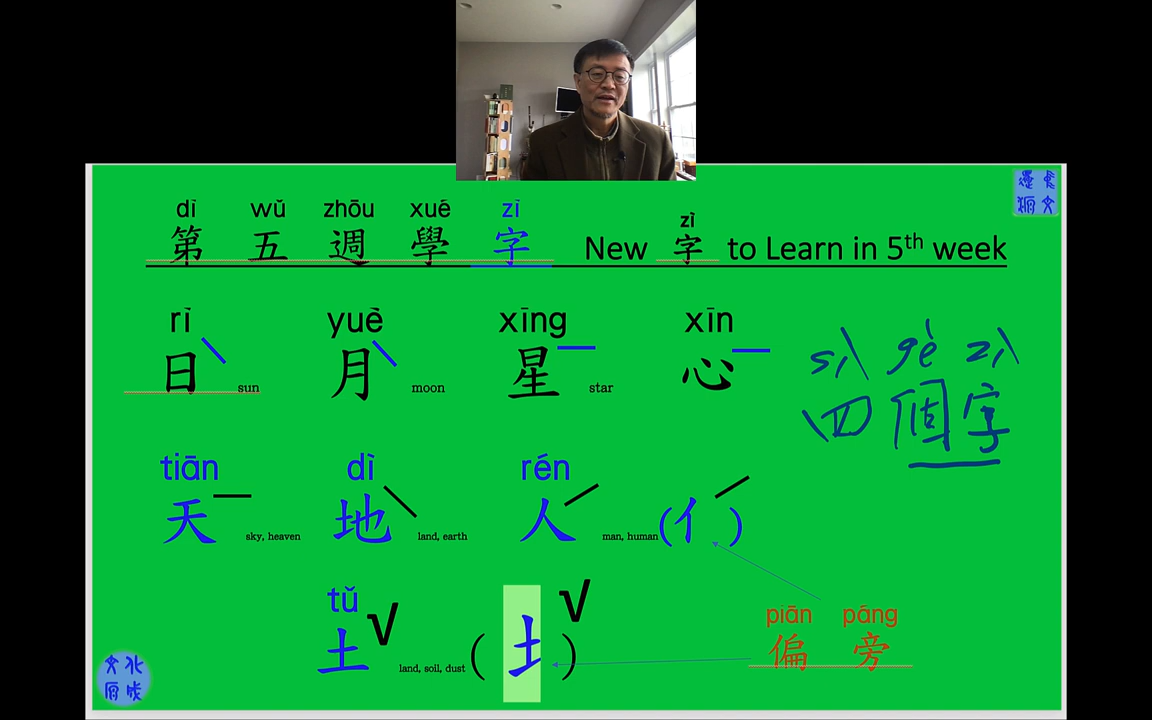 dì wǔ zhōu xué zì
第 五 週 學 字 New 字 to Learn in 5th week
zì
rì yuè xīng xīn
日 sun 月 moon 星 star 心
sì gè zì
四個字
tiān dì rén
天 sky, heaven 地 land, earth 人 man, human (亻)
tǔ
土 √ land, soil, dust (土) √
piān páng
偏 旁
文化